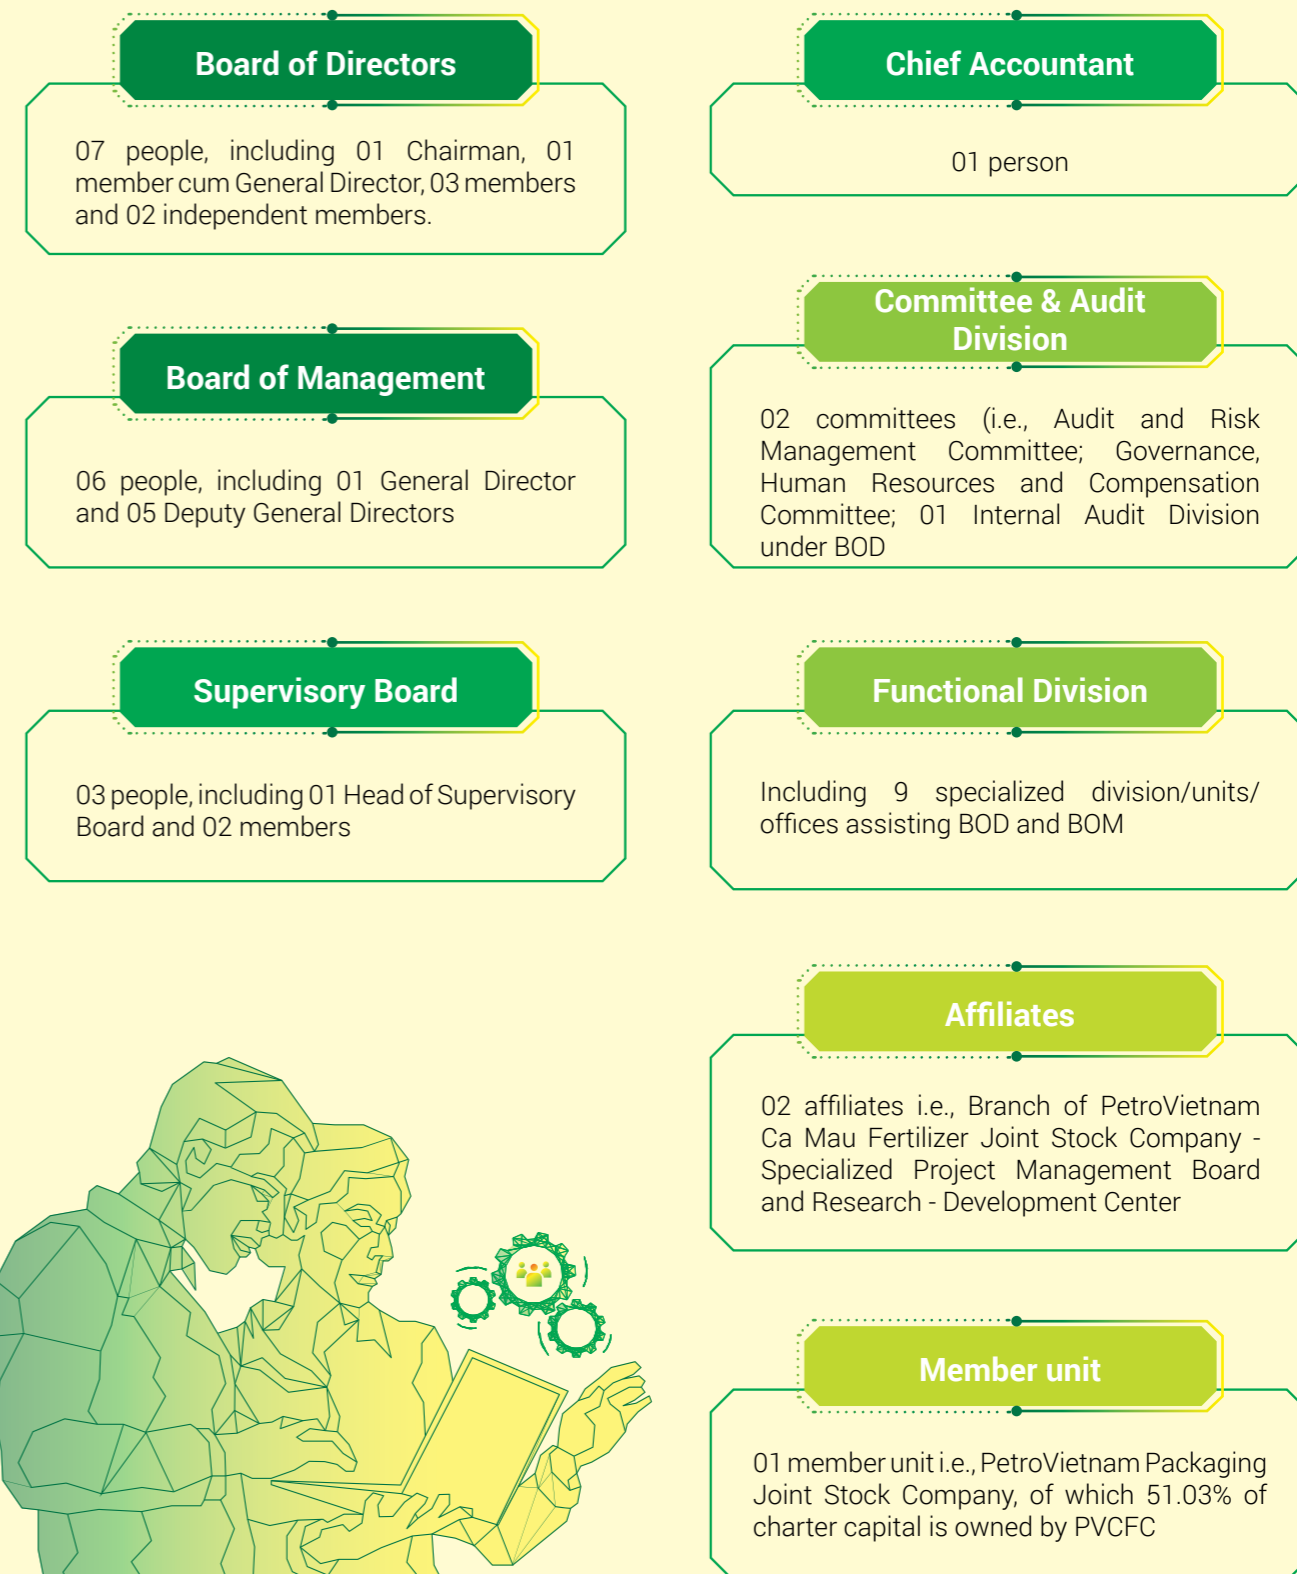 Board of Directors
07 people, including 01 Chairman, 01
member cum General Director, 03 members
and 02 independent members.
Board of Management
06 people, including 01 General Director
and 05 Deputy General Directors
Supervisory Board
03 people, including 01 Head of Supervisory
Board and 02 members
Chief Accountant
01 person
Committee & Audit
Division
02 committees (i.e., Audit and Risk
Management Committee; Governance,
Human Resources and Compensation
Committee; 01 Internal Audit Division
under BOD
Functional Division
Including 9 specialized division/units/
offices assisting BOD and BOM
Affiliates
02 affiliates i.e., Branch of PetroVietnam
Ca Mau Fertilizer Joint Stock Company -
Specialized Project Management Board
and Research - Development Center
Member unit
01 member unit i.e., PetroVietnam Packaging
Joint Stock Company, of which 51.03% of
charter capital is owned by PVCFC